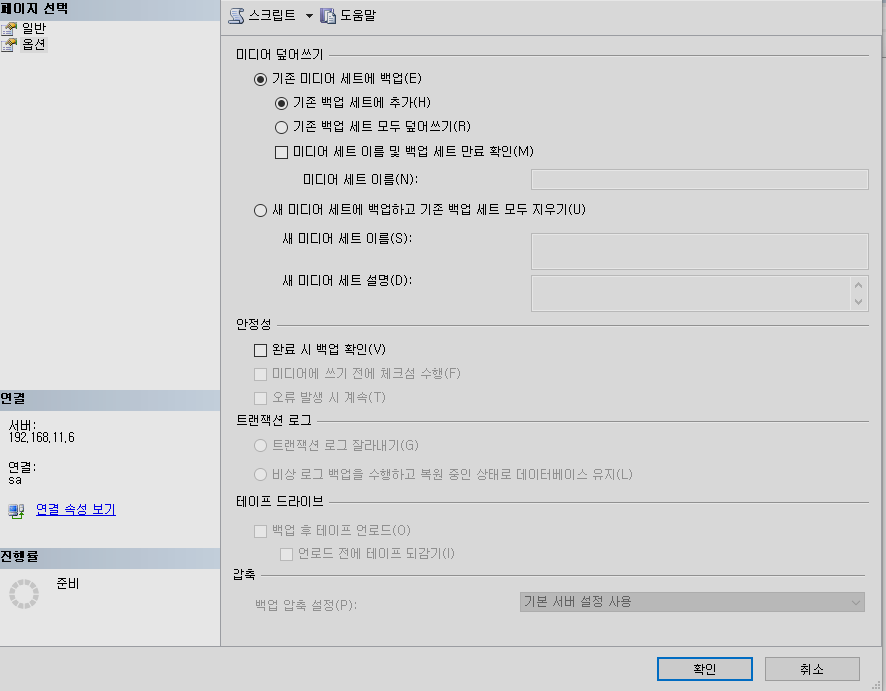 페이지 선택
일반
옵션
스크립트
도움말
미디어 덮어쓰기
기존 미디어 세트에 백업(E)
기존 백업 세트에 추가(H)
기존 백업 세트 모두 덮어쓰기(R)
미디어 세트 이름 및 백업 세트 만료 확인(M)
미디어 세트 이름(N):
새 미디어 세트에 백업하고 기존 백업 세트 모두 지우기(U)
새 미디어 세트 이름(S):
새 미디어 세트 설명(D):
안정성
완료 시 백업 확인(V)
미디어에 쓰기 전에 체크섬 수행(F)
오류 발생 시 계속(T)
트랜잭션 로그
트랜잭션 로그 잘라내기(G)
비상 로그 백업을 수행하고 복원 중인 상태로 데이터베이스 유지(L)
테이프 드라이브
백업 후 테이프 언로드(O)
언로드 전에 테이프 되감기(I)
압축
백업 압축 설정(P):
기본 서버 설정 사용
연결
서버:
192.168.11.6
연결:
sa
연결 속성 보기
진행률
준비
확인
취소